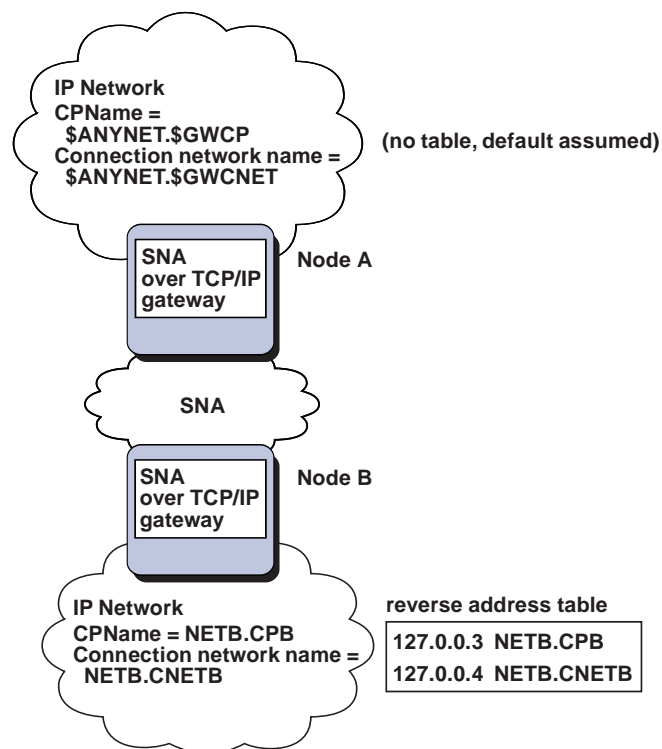 IP Network
CPName =
$ANYNET.$GWCP
Connection network name =
$ANYNET.$GWCNET
(no table, default assumed)
SNA
over TCP/IP
gateway
Node A
SNA
SNA
over TCP/IP
gateway
Node B
IP Network
CPName = NETB.CPB
Connection network name =
NETB.CNETB
reverse address table
127.0.0.3 NETB.CPB
127.0.0.4 NETB.CNETB